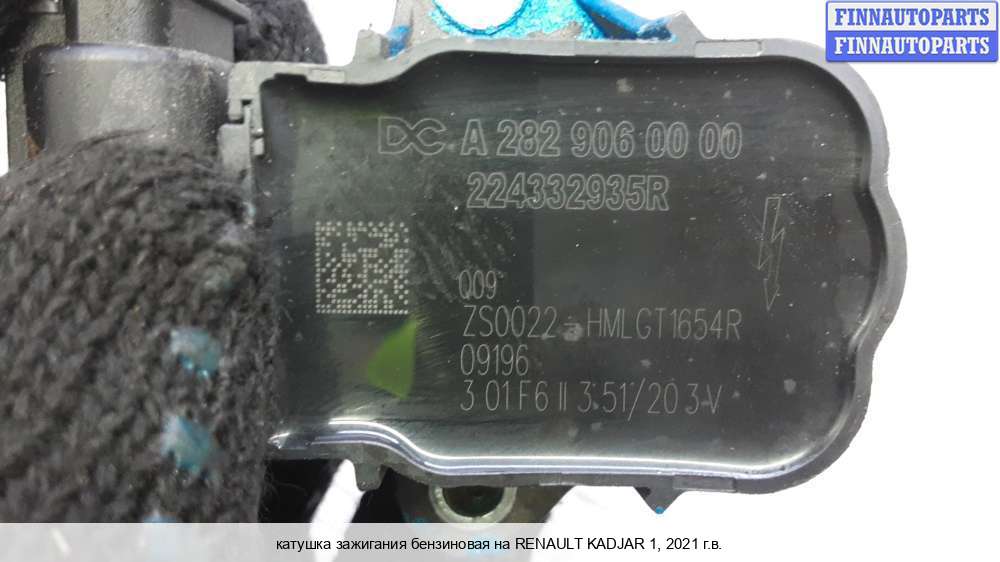 FINNAUTOPARTS
FINNAUTOPARTS
DC A 282 906 00 00
224332935R
Q09
ZS0022-HMLGT1654R
09196
3 01F6 II 3.51/20 3-V
катушка зажигания бензиновая на RENAULT KADJAR 1, 2021 г.в.